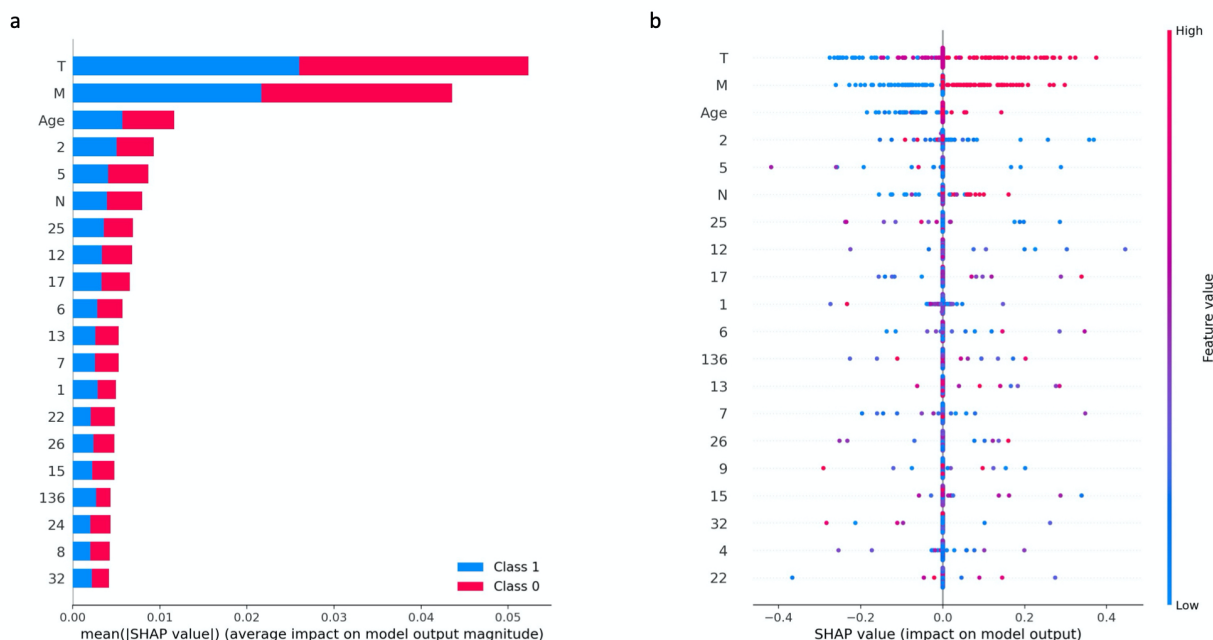 a
T
M
Age
2
5
N
25
12
17
6
13
7
1
22
26
15
136
24
8
32
Class 1
Class 0
0.00 0.01 0.02 0.03 0.04 0.05
mean(|SHAP value|) (average impact on model output magnitude)
b
T
M
Age
2
5
N
25
12
17
1
6
136
13
7
26
9
15
32
4
22
−0.4 −0.2 0.0 0.2 0.4
SHAP value (impact on model output)
High
Feature value
Low